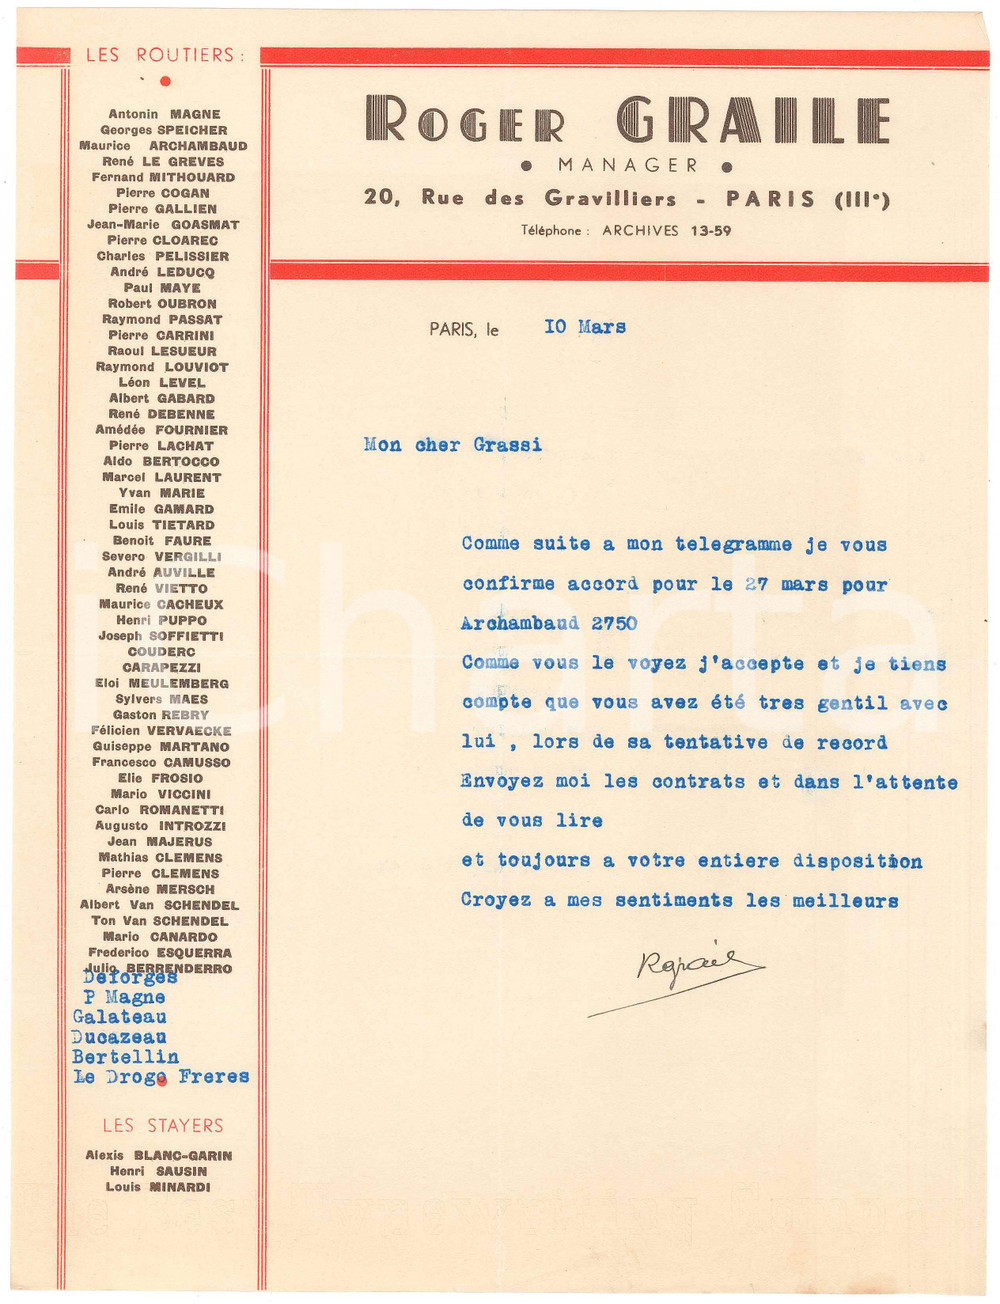 LES ROUTIERS :
Antonin MAGNE
Georges SPEICHER
Maurice ARCHAMBAUD
René LE GREVES
Fernand MITHOUARD
Pierre COGAN
Pierre GALLIEN
Jean-Marie GOASMAT
Pierre CLOAREC
Charles PELISSIER
André LEDUCQ
Paul MAYE
Robert OUBRON
Raymond PASSAT
Pierre CARRINI
Raoul LESUEUR
Raymond LOUVIOT
Léon LEVEL
Albert GABARD
René DEBENNE
Amédée FOURNIER
Pierre LACHAT
Aldo BERTOCCO
Marcel LAURENT
Yvan MARIE
Emile GAMARD
Louis TIETARD
Benoit FAURE
Severo VERGILLI
André AUVILLE
René VIETTO
Maurice CACHEUX
Henri PUPPO
Joseph SOFFIETTI
COUDERC
CARAPEZZI
Eloi MEULEMBERG
Sylvers MAES
Gaston REBRY
Félicien VERVAECKE
Guiseppe MARTANO
Francesco CAMUSSO
Elie FROSIO
Mario VICCINI
Carlo ROMANETTI
Augusto INTROZZI
Jean MAJERUS
Mathias CLEMENS
Pierre CLEMENS
Arsène MERSCH
Albert Van SCHENDEL
Ton Van SCHENDEL
Mario CANARDO
Frederico ESQUERRA
Julio BERRENDERRO
Deforges
P Magne
Galateau
Ducazeau
Bertellin
Le Drogo Freres
LES STAYERS
Alexis BLANC-GARIN
Henri SAUSIN
Louis MINARDI
ROGER GRAILE
• MANAGER •
20, Rue des Gravilliers - PARIS (IIIe)
Téléphone : ARCHIVES 13-59
PARIS, le IO Mars
Mon cher Grassi
Comme suite a mon telegramme je vous
confirme accord pour le 27 mars pour
Archambaud 2750
Comme vous le voyez j'accepte et je tiens
compte que vous avez été tres gentil avec
lui , lors de sa tentative de record
Envoyez moi les contrats et dans l'attente
de vous lire
et toujours a votre entiere disposition
Croyez a mes sentiments les meilleurs
Rgraile
iCharta